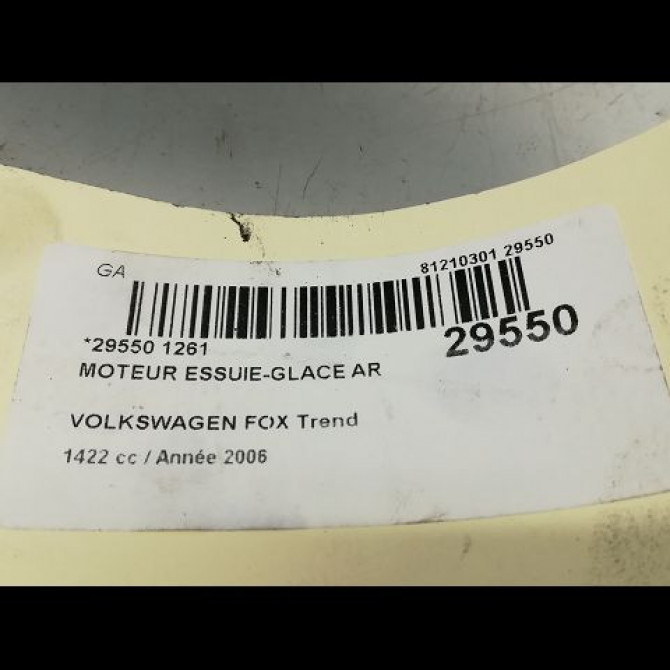 GA 81210301 29550
*29550 1261 29550
MOTEUR ESSUIE-GLACE AR
VOLKSWAGEN FOX Trend
1422 cc / Année 2006